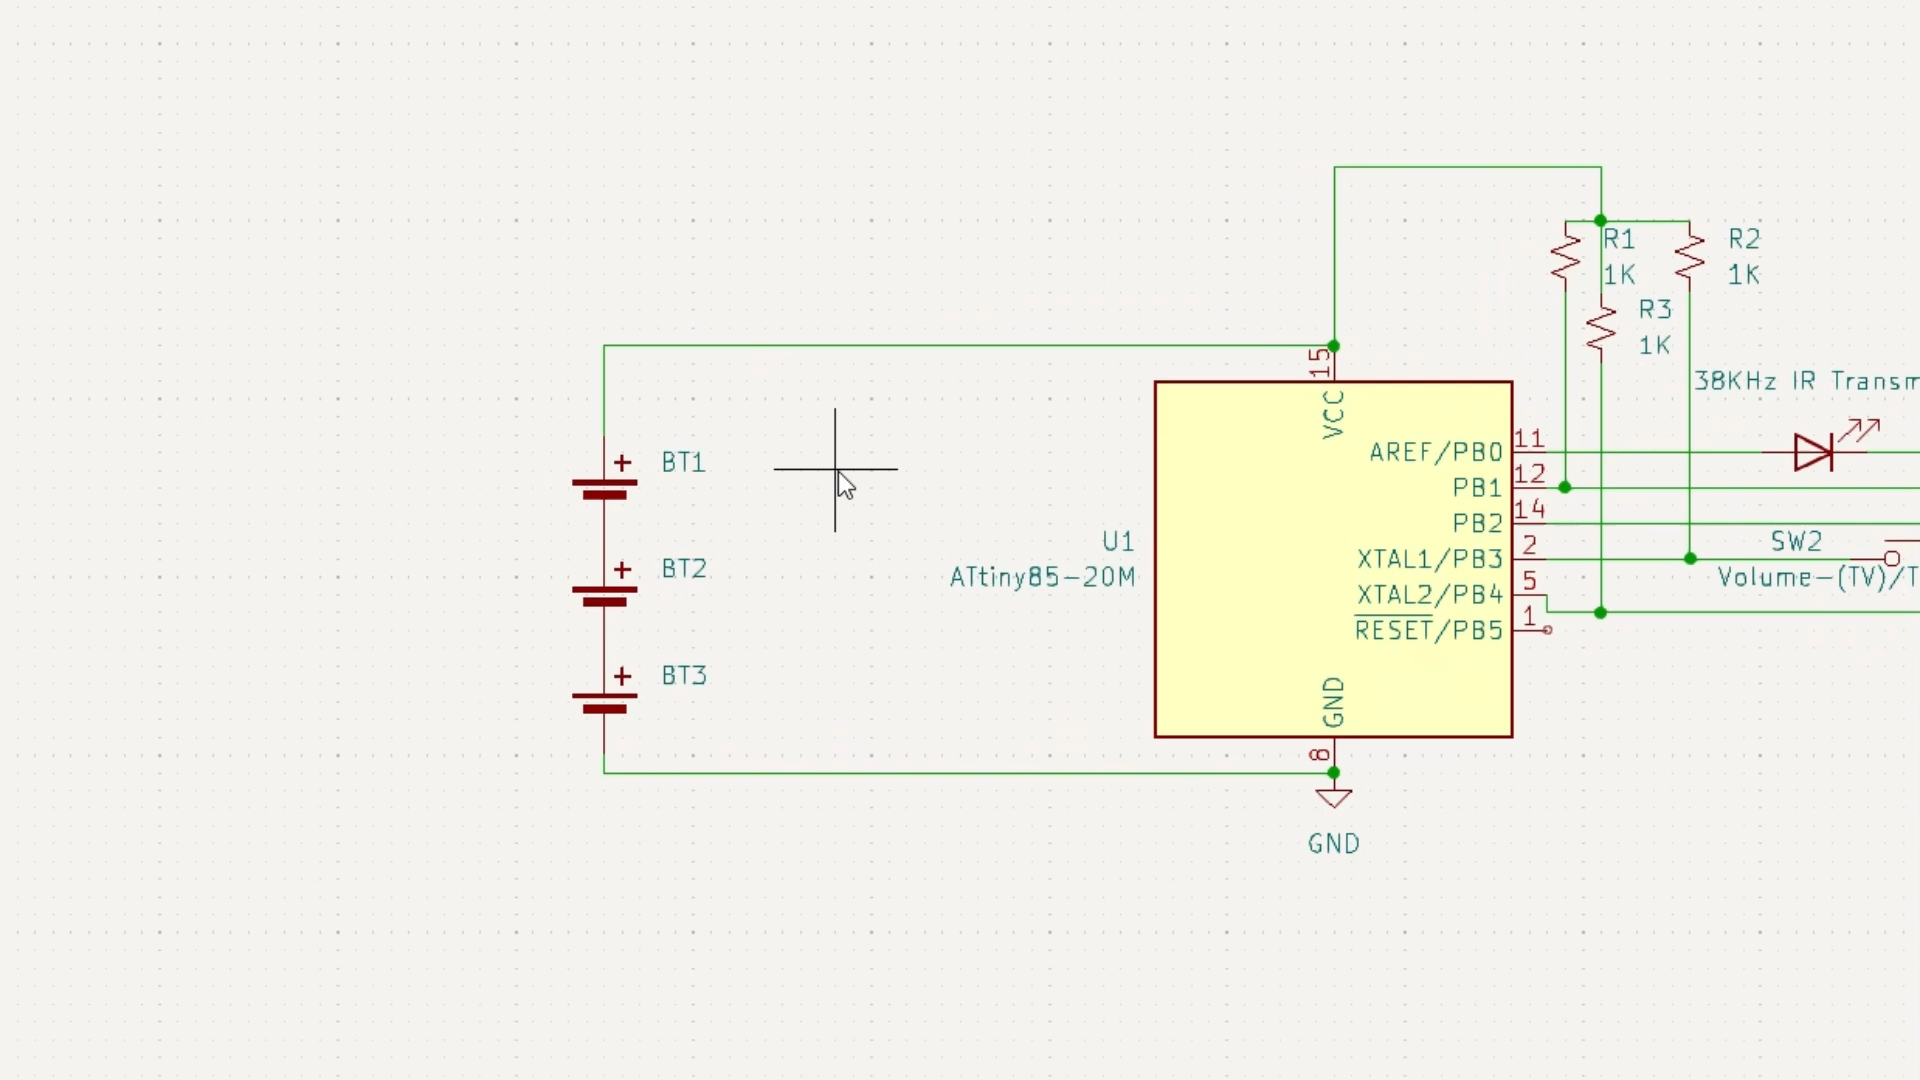 R1
1K
R2
1K
R3
1K
15
38KHz IR Transm
VCC
11
AREF/PB0
12
PB1
14
PB2
2
XTAL1/PB3
5
XTAL2/PB4
1
RESET/PB5
+ BT1
+ BT2
+ BT3
U1
ATtiny85-20M
SW2
Volume-(TV)/T
GND
8
GND